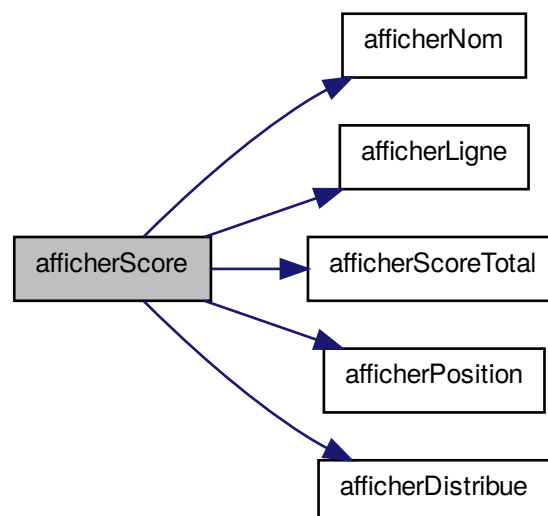 afficherNom
afficherLigne
afficherScore
afficherScoreTotal
afficherPosition
afficherDistribue